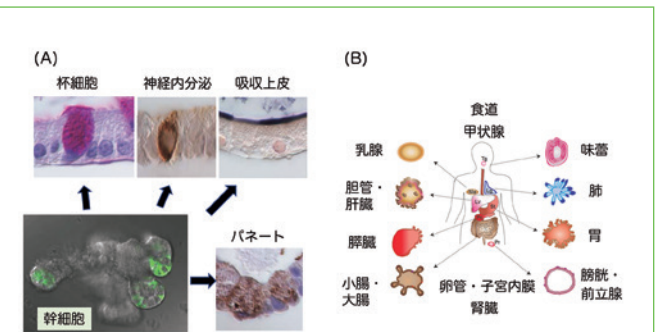 (A)
杯細胞 神経内分泌 吸収上皮
パネート
幹細胞
(B)
食道
甲状腺
乳腺
味蕾
胆管・
肝臓
肺
膵臓
胃
小腸・
大腸
卵管・子宮内膜
腎臓
膀胱・
前立腺